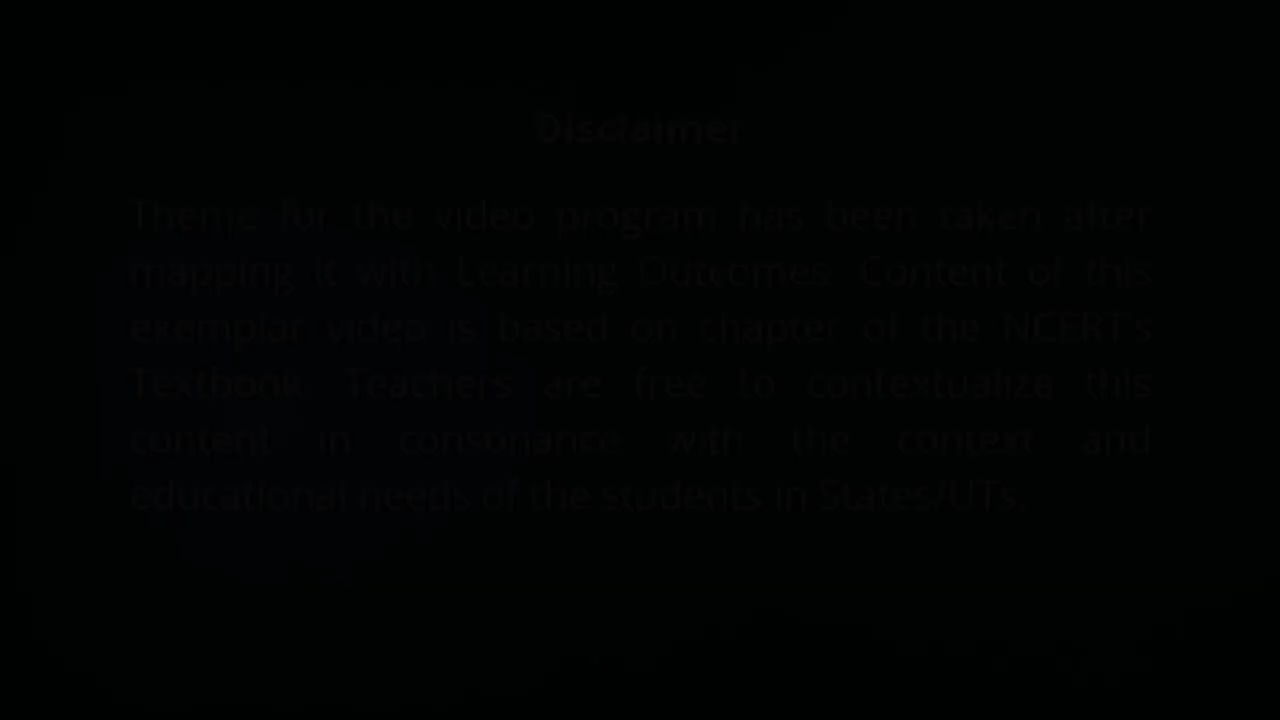 Disclaimer
Theme for the video program has been taken after
mapping it with Learning Outcomes. Content of this
exemplar video is based on chapter of the NCERT's
Textbook. Teachers are free to contextualize this
content in consonance with the context and
educational needs of the students in States/UTs.